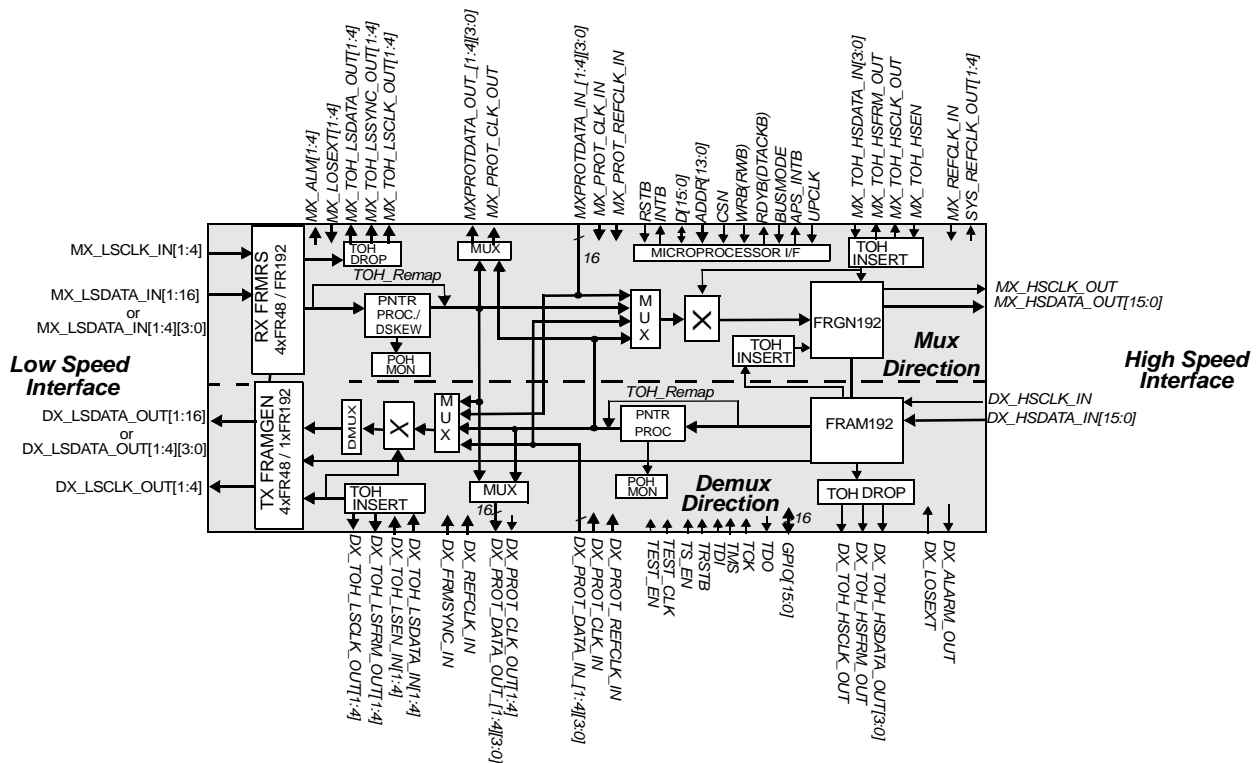 MX_ALM[1:4]
MX_LOSEXT[1:4]
MX_TOH_LSDATA_OUT[1:4]
MX_TOH_LSSYNC_OUT[1:4]
MX_TOH_LSCLK_OUT[1:4]
MXPROTDATA_OUT_[1:4][3:0]
MX_PROT_CLK_OUT
MXPROTDATA_IN_[1:4][3:0]
MX_PROT_CLK_IN
MX_PROT_REFCLK_IN
RSTB
INTB
D[15:0]
ADDR[13:0]
CSN
WRB(RWB)
RDYB(DTACKB)
BUSMODE
APS_INTB
UPCLK
MX_TOH_HSDATA_IN[3:0]
MX_TOH_HSFRM_OUT
MX_TOH_HSCLK_OUT
MX_TOH_HSEN
MX_REFCLK_IN
SYS_REFCLK_OUT[1:4]
MX_LSCLK_IN[1:4]
MX_LSDATA_IN[1:16]
or
MX_LSDATA_IN[1:4][3:0]
Low Speed
Interface
DX_LSDATA_OUT[1:16]
or
DX_LSDATA_OUT[1:4][3:0]
DX_LSCLK_OUT[1:4]
RX FRMRS
4xFR48 / FR192
TOH
DROP
MUX
16
MICROPROCESSOR I/F
TOH
INSERT
TOH_Remap
PNTR
PROC./
DSKEW
POH
MON
M
U
X
X
FRGN192
TOH
INSERT
Mux
Direction
MX_HSCLK_OUT
MX_HSDATA_OUT[15:0]
High Speed
Interface
DX_HSCLK_IN
DX_HSDATA_IN[15:0]
TX FRAMGEN
4xFR48 / 1xFR192
DMUX
X
M
U
X
TOH_Remap
PNTR
PROC
FRAM192
TOH
INSERT
MUX
16
POH
MON
Demux
Direction
16
TOH DROP
DX_TOH_LSCLK_OUT[1:4]
DX_TOH_LSFRM_OUT[1:4]
DX_TOH_LSEN_IN[1:4]
DX_TOH_LSDATA_IN[1:4]
DX_FRMSYNC_IN
DX_REFCLK_IN
DX_PROT_DATA_OUT_[1:4][3:0]
DX_PROT_CLK_OUT[1:4]
DX_PROT_DATA_IN_[1:4][3:0]
DX_PROT_CLK_IN
DX_PROT_REFCLK_IN
TEST_EN
TEST_CLK
TS_EN
TRSTB
TDI
TMS
TCK
TDO
GPIO[15:0]
DX_TOH_HSCLK_OUT
DX_TOH_HSFRM_OUT
DX_TOH_HSDATA_OUT[3:0]
DX_LOSEXT
DX_ALARM_OUT